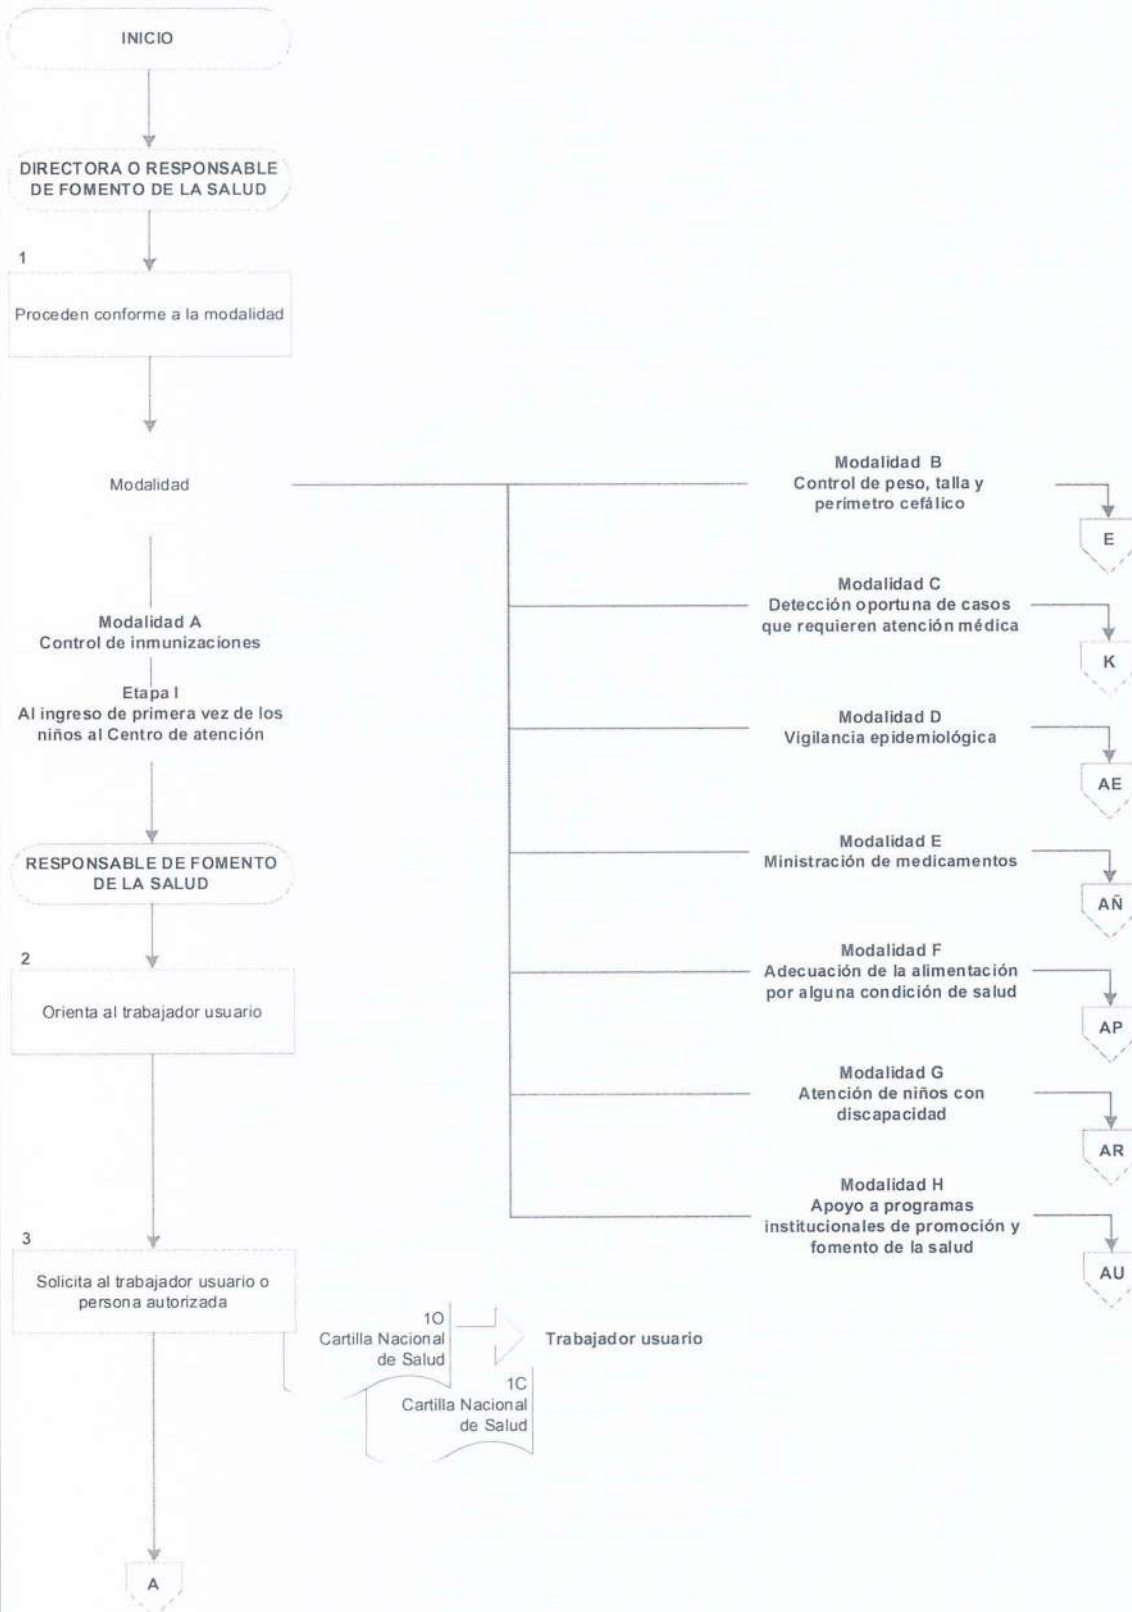 INICIO
DIRECTORA O RESPONSABLE
DE FOMENTO DE LA SALUD
1
Proceden conforme a la modalidad
Modalidad
Modalidad A
Control de inmunizaciones
Etapa I
Al ingreso de primera vez de los
niños al Centro de atención
RESPONSABLE DE FOMENTO
DE LA SALUD
2
Orienta al trabajador usuario
3
Solicita al trabajador usuario o
persona autorizada
1O
Cartilla Nacional
de Salud
Trabajador usuario
1C
Cartilla Nacional
de Salud
A
Modalidad B
Control de peso, talla y
perimetro cefálico
E
Modalidad C
Detección oportuna de casos
que requieren atención médica
K
Modalidad D
Vigilancia epidemiológica
AE
Modalidad E
Ministración de medicamentos
AÑ
Modalidad F
Adecuación de la alimentación
por alguna condición de salud
AP
Modalidad G
Atención de niños con
discapacidad
AR
Modalidad H
Apoyo a programas
institucionales de promoción y
fomento de la salud
AU